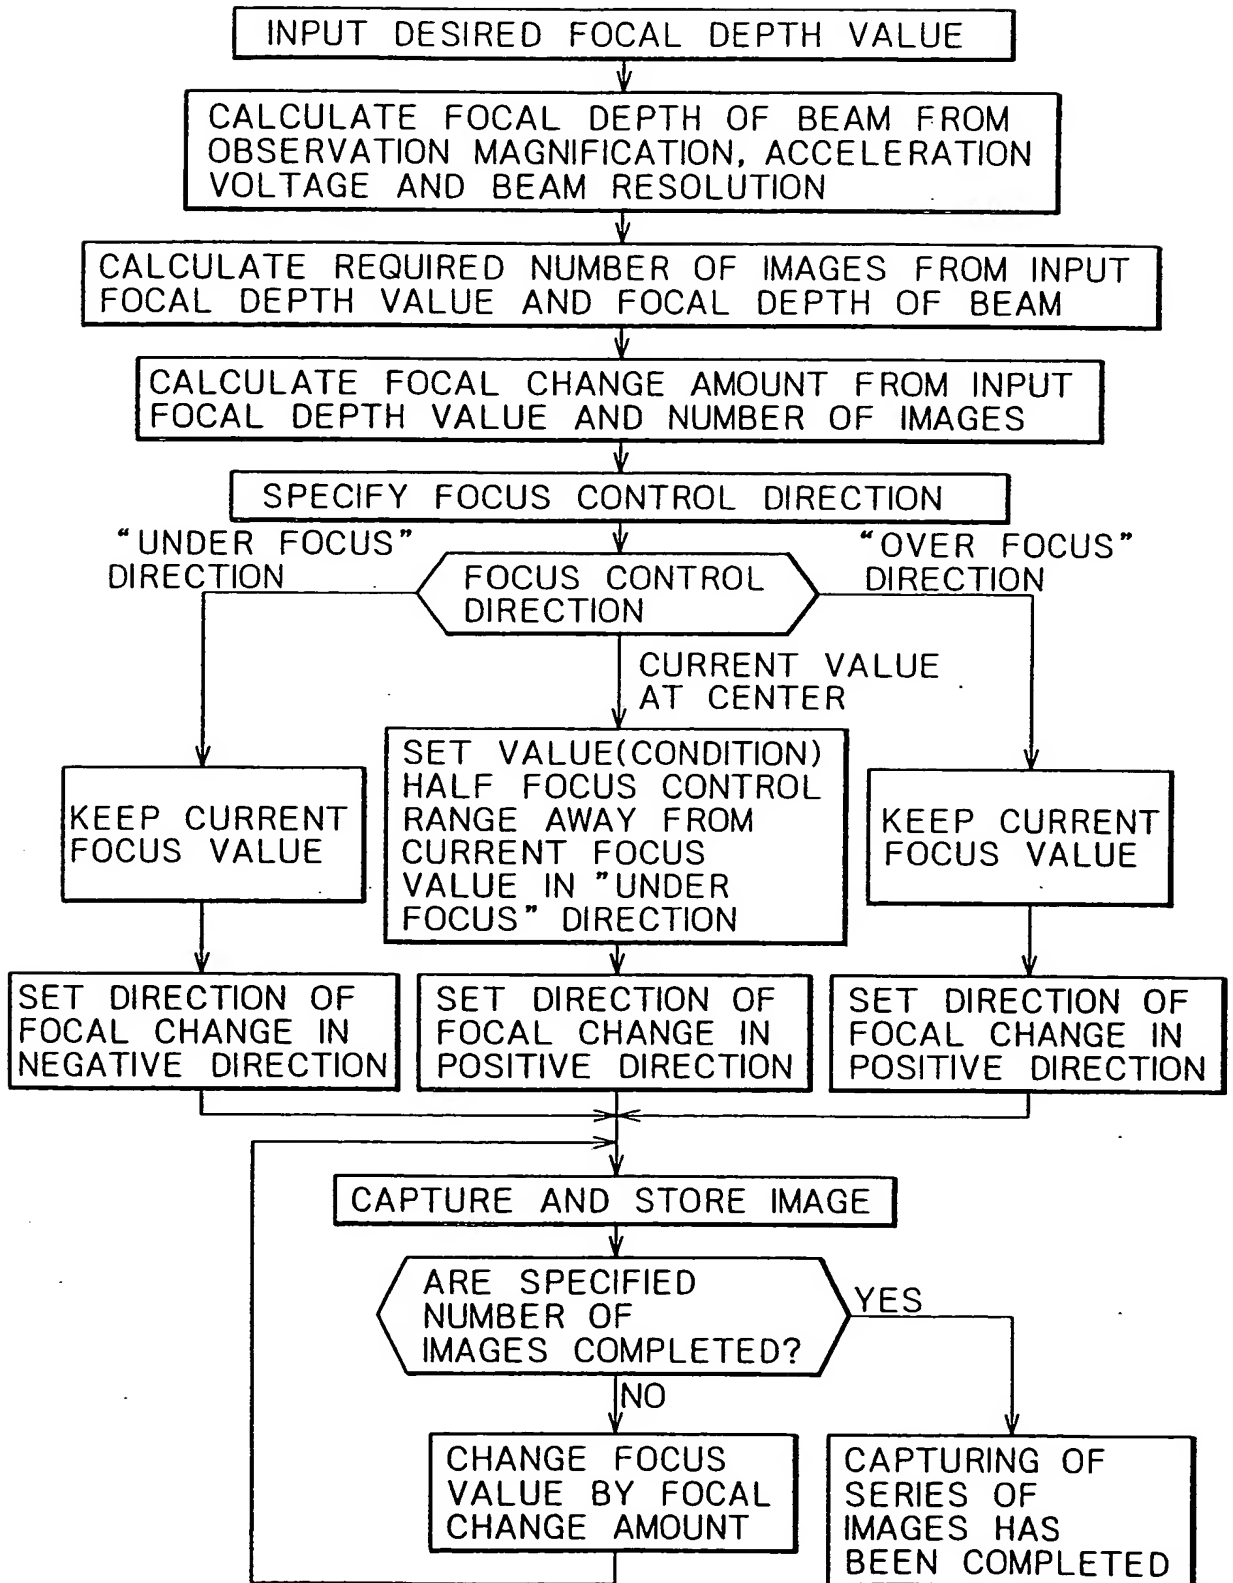 INPUT DESIRED FOCAL DEPTH VALUE
CALCULATE FOCAL DEPTH OF BEAM FROM
OBSERVATION MAGNIFICATION, ACCELERATION
VOLTAGE AND BEAM RESOLUTION
CALCULATE REQUIRED NUMBER OF IMAGES FROM INPUT
FOCAL DEPTH VALUE AND FOCAL DEPTH OF BEAM
CALCULATE FOCAL CHANGE AMOUNT FROM INPUT
FOCAL DEPTH VALUE AND NUMBER OF IMAGES
SPECIFY FOCUS CONTROL DIRECTION
“UNDER FOCUS”
DIRECTION
FOCUS CONTROL
DIRECTION
“OVER FOCUS”
DIRECTION
CURRENT VALUE
AT CENTER
KEEP CURRENT
FOCUS VALUE
SET VALUE(CONDITION)
HALF FOCUS CONTROL
RANGE AWAY FROM
CURRENT FOCUS
VALUE IN ”UNDER
FOCUS” DIRECTION
KEEP CURRENT
FOCUS VALUE
SET DIRECTION OF
FOCAL CHANGE IN
NEGATIVE DIRECTION
SET DIRECTION OF
FOCAL CHANGE IN
POSITIVE DIRECTION
SET DIRECTION OF
FOCAL CHANGE IN
POSITIVE DIRECTION
CAPTURE AND STORE IMAGE
ARE SPECIFIED
NUMBER OF
IMAGES COMPLETED?
YES
NO
CHANGE FOCUS
VALUE BY FOCAL
CHANGE AMOUNT
CAPTURING OF
SERIES OF
IMAGES HAS
BEEN COMPLETED